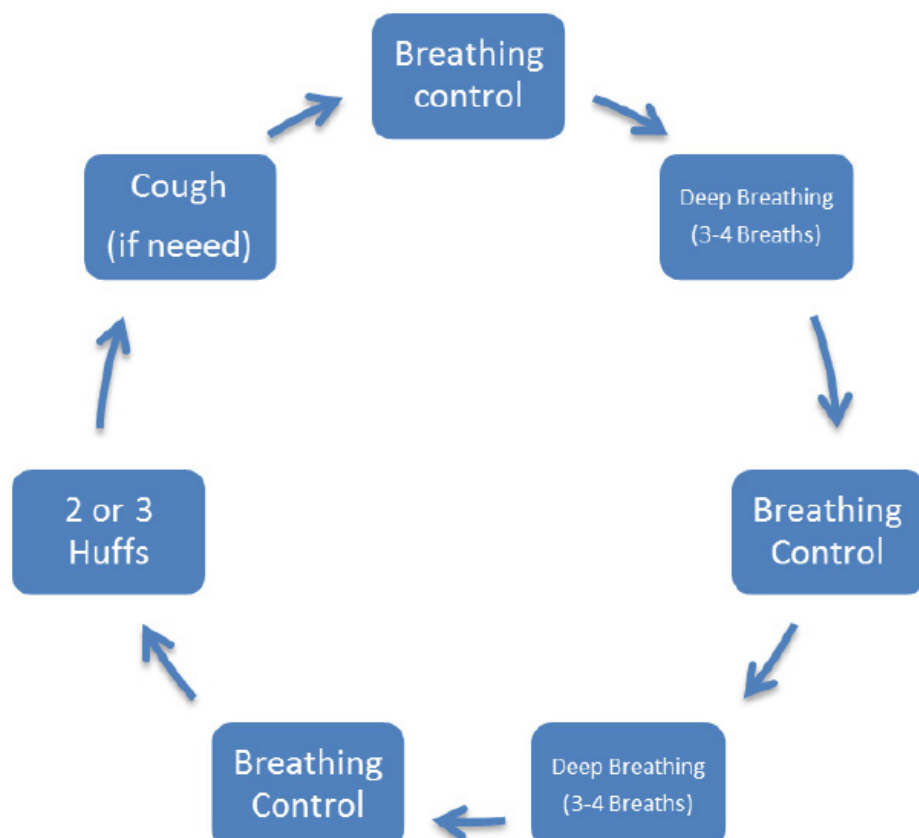 Breathing
control
Deep Breathing
(3-4 Breaths)
Breathing
Control
Deep Breathing
(3-4 Breaths)
Breathing
Control
2 or 3
Huffs
Cough
(if neeed)